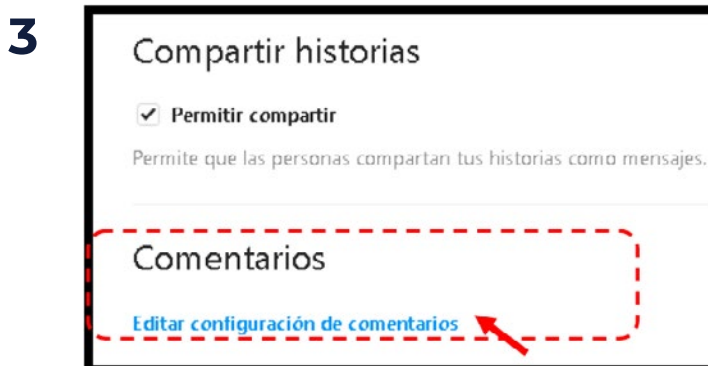 3
Compartir historias
Permitir compartir
Permite que las personas compartan tus historias como mensajes.
Comentarios
Editar configuración de comentarios